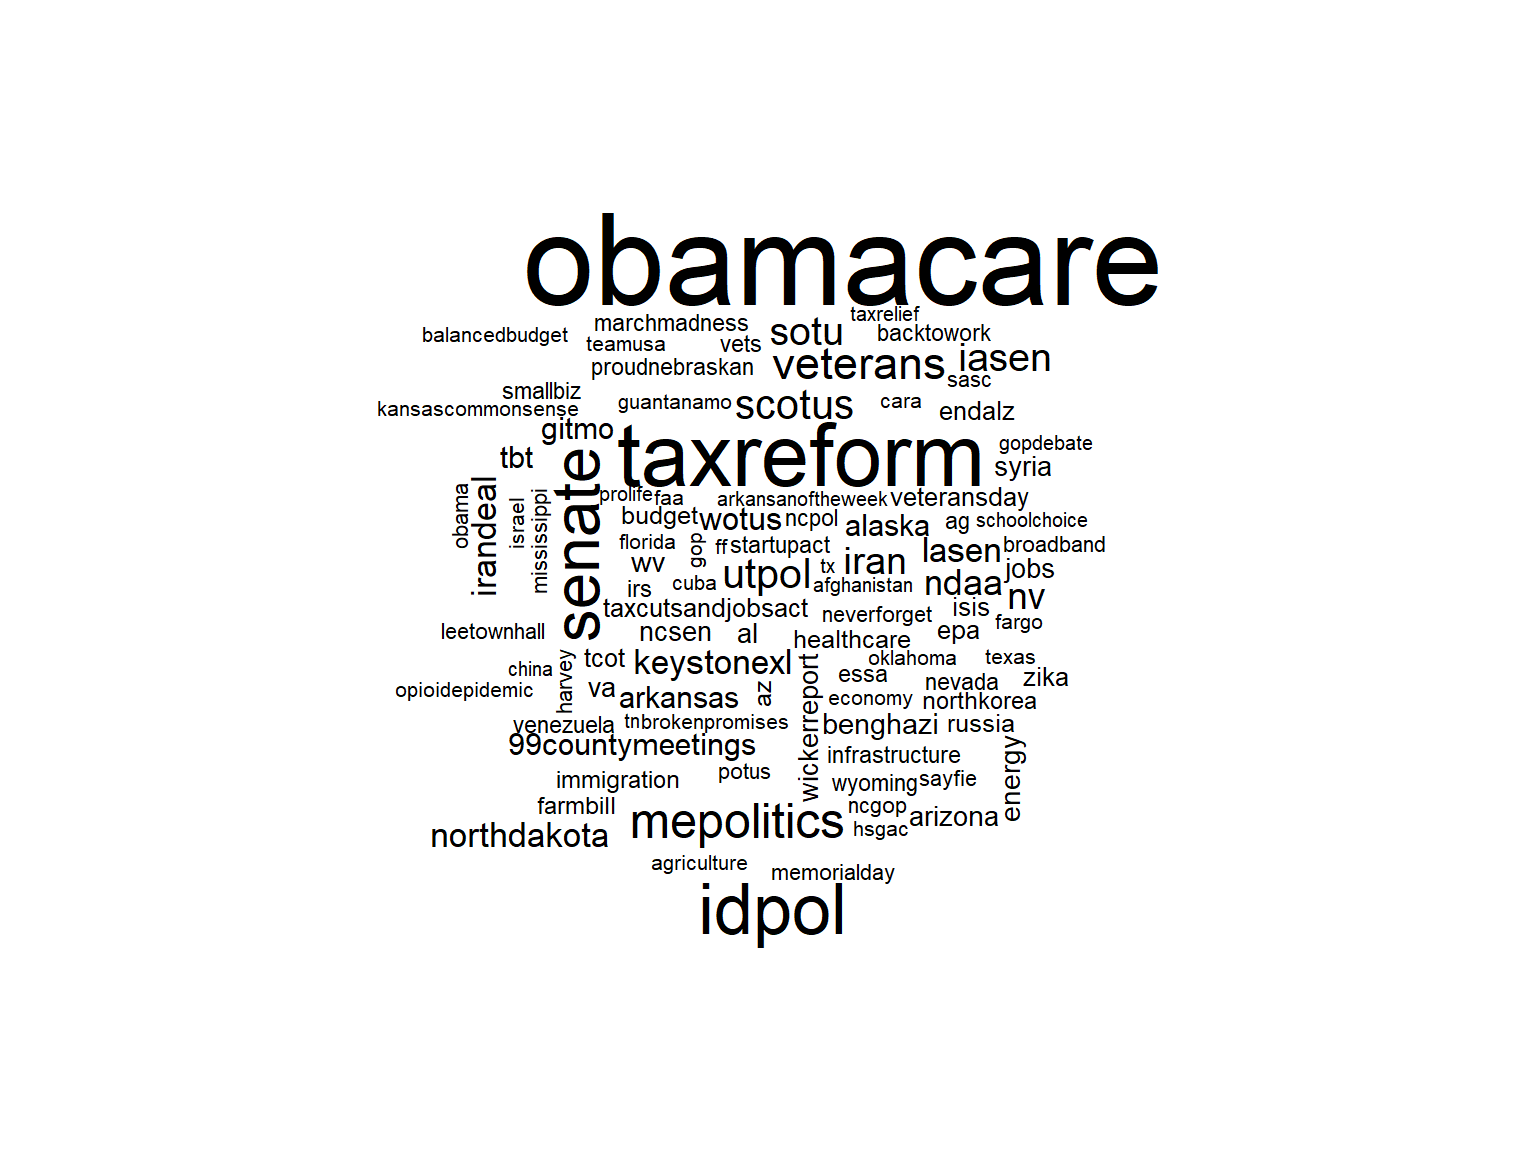 obamacare
taxrelief
marchmadness
sotu
backtowork
balancedbudget
teamusa
vets
iasen
proudnebraskan
veterans
sasc
smallbiz
kansascommonsense
guantanamo
scotus
cara
endalz
gitmo
taxreform
gopdebate
tbt
syria
senate
irandeal
obama
israel
mississippi
prolife
faa
arkansanoftheweek
veteransday
budget
wotus
ncpol
alaska
ag
schoolchoice
florida
gop
ff
startupact
iran
lasen
broadband
wv
utpol
tx
jobs
irs
cuba
afghanistan
ndaa
nv
taxcutsandjobsact
neverforget
isis
fargo
leetownhall
ncsen
al
healthcare
epa
china
harvey
tcot
keystonexl
wickerreport
oklahoma
texas
opioidepidemic
va
arkansas
az
essa
nevada
zika
economy
northkorea
venezuela
tn
brokenpromises
benghazi
russia
99countymeetings
infrastructure
energy
immigration
potus
wyoming
sayfie
farmbill
mepolitics
ncgop
arizona
northdakota
hsgac
agriculture
memorialday
idpol